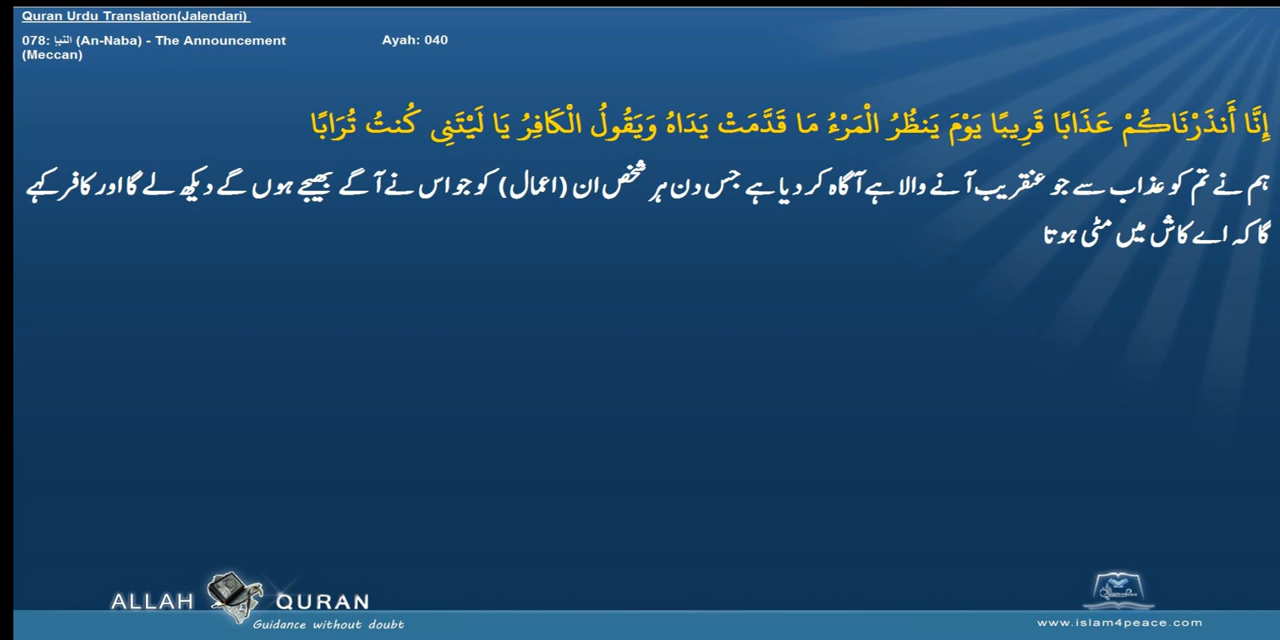 Quran Urdu Translation(Jalendari)
078: النبإ (An-Naba) - The Announcement Ayah: 040
(Meccan)
إِنَّا أَنذَرْنَاكُمْ عَذَابًا قَرِيبًا يَوْمَ يَنظُرُ الْمَرْءُ مَا قَدَّمَتْ يَدَاهُ وَيَقُولُ الْكَافِرُ يَا لَيْتَنِي كُنتُ تُرَابًا
ہم نے تم کو عذاب سے جو عنقریب آنے والا ہے آگاہ کر دیا ہے جس دن ہر شخص ان (اعمال) کو جو اس نے آگے بھیجے ہوں گے دیکھ لے گا اور کافر کہے
گا کہ اے کاش میں مٹی ہوتا
ALLAH QURAN
Guidance without doubt
www.islam4peace.com